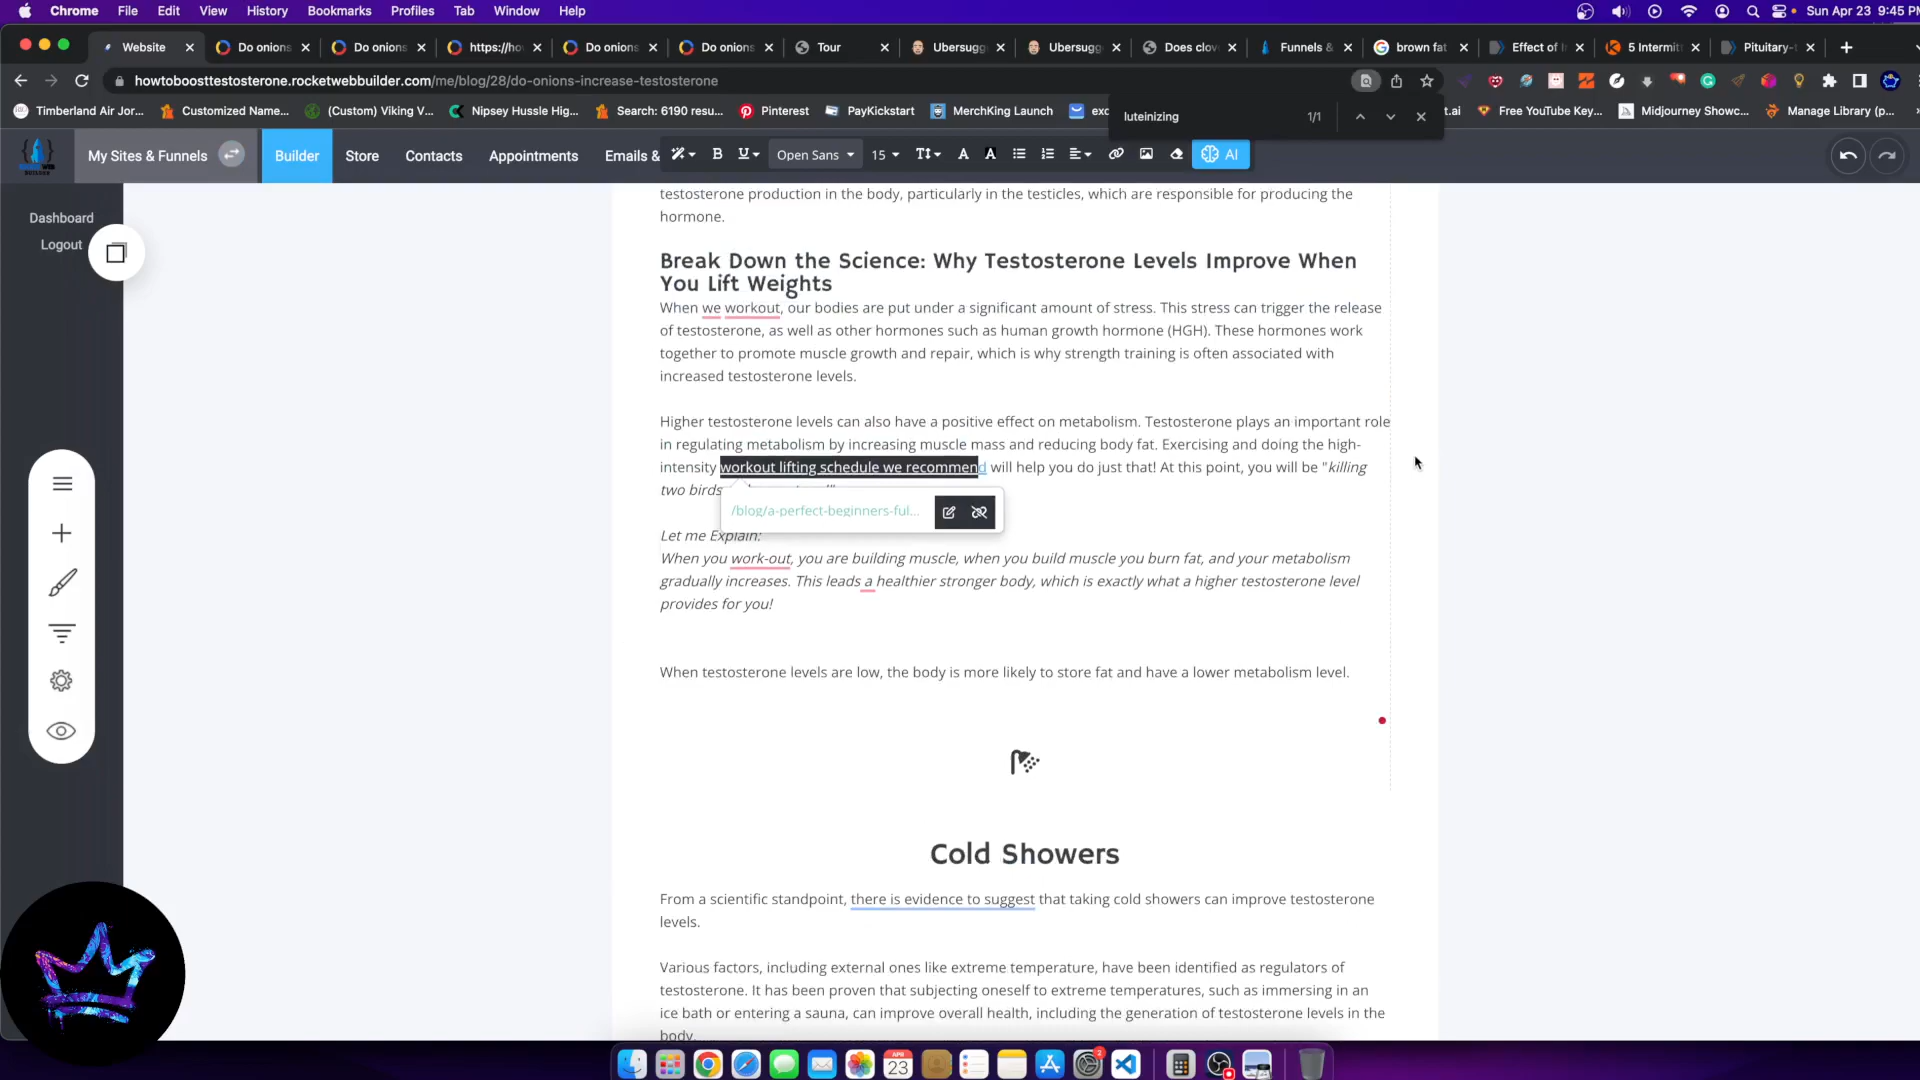 Chrome File Edit View History Bookmarks Profiles Tab Window Help Sun Apr 23 9:45 PM
Website Do onions Do onions https://ho Do onions Do onions Tour Ubersugg Ubersugg Does clov Funnels & brown fat Effect of I 5 Intermit Pituitary-
howtoboosttestosterone.rocketwebbuilder.com/me/blog/28/do-onions-increase-testosterone
Timberland Air Jor... Customized Name... (Custom) Viking V... Nipsey Hussle Hig... Search: 6190 resu... Pinterest PayKickstart MerchKing Launch exc t.ai Free YouTube Key... Midjourney Showc... Manage Library (p...
luteinizing 1/1
My Sites & Funnels Builder Store Contacts Appointments Emails & B U Open Sans 15 AI
Dashboard
Logout
testosterone production in the body, particularly in the testicles, which are responsible for producing the
hormone.
Break Down the Science: Why Testosterone Levels Improve When
You Lift Weights
When we workout, our bodies are put under a significant amount of stress. This stress can trigger the release
of testosterone, as well as other hormones such as human growth hormone (HGH). These hormones work
together to promote muscle growth and repair, which is why strength training is often associated with
increased testosterone levels.
Higher testosterone levels can also have a positive effect on metabolism. Testosterone plays an important role
in regulating metabolism by increasing muscle mass and reducing body fat. Exercising and doing the high-
intensity workout lifting schedule we recommend will help you do just that! At this point, you will be "killing
two birds
/blog/a-perfect-beginners-ful...
Let me Explain:
When you work-out, you are building muscle, when you build muscle you burn fat, and your metabolism
gradually increases. This leads a healthier stronger body, which is exactly what a higher testosterone level
provides for you!
When testosterone levels are low, the body is more likely to store fat and have a lower metabolism level.
Cold Showers
From a scientific standpoint, there is evidence to suggest that taking cold showers can improve testosterone
levels.
Various factors, including external ones like extreme temperature, have been identified as regulators of
testosterone. It has been proven that subjecting oneself to extreme temperatures, such as immersing in an
ice bath or entering a sauna, can improve overall health, including the generation of testosterone levels in the
body.
APR
23
2